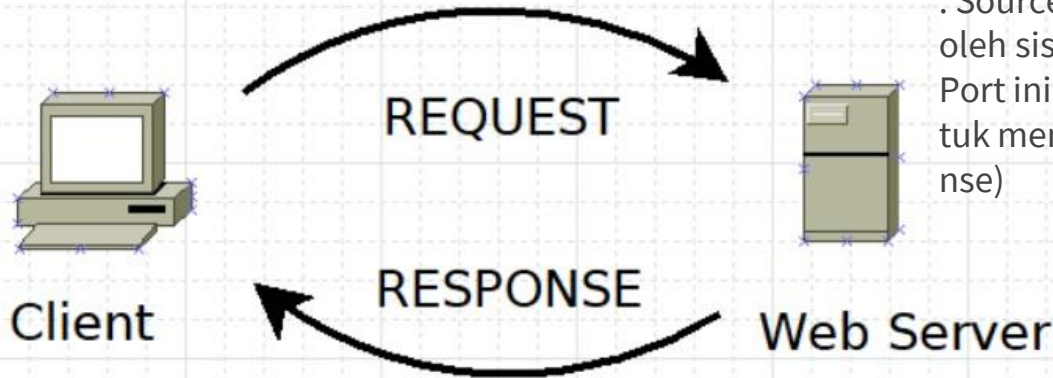 . Source
oleh sis
Port ini
tuk mer
nse)
REQUEST
RESPONSE
Client
Web Server